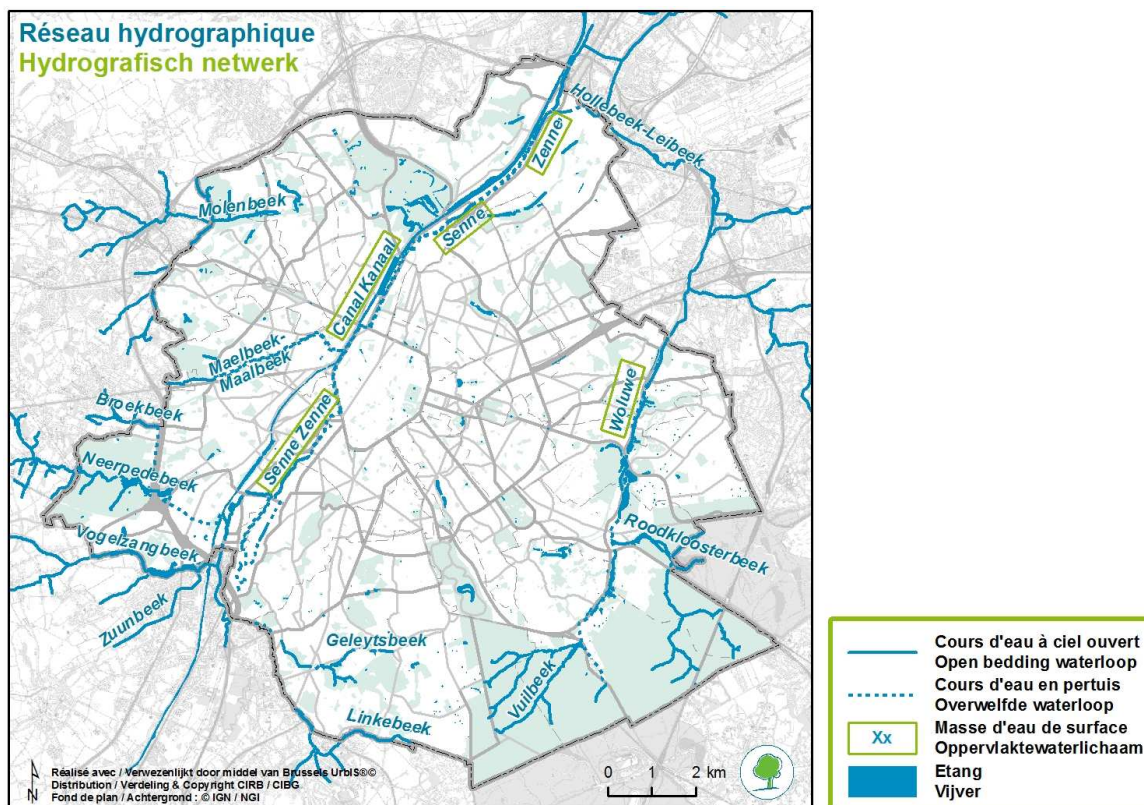 Réseau hydrographique
Hydrografisch netwerk
Hollebeek-Leibeek
Zenne
Molenbeek
Senne
Canal Kanaal
Maelbeek-
Maalbeek
Woluwe
Broekbeek
Senne Zenne
Neerpedebeek
Roodkloosterbeek
Vogelzangbeek
Zuunbeek
Geleytsbeek
Vuilbeek
Linkebeek
N
N
Réalisé avec / Verwezenlijkt door middel van Brussels UrbIS®©
Distribution / Verdeling & Copyright CIRB / CIBG
Fond de plan / Achtergrond : © IGN / NGI
0 1 2 km
Cours d'eau à ciel ouvert
Open bedding waterloop
Cours d'eau en pertuis
Overwelfde waterloop
Xx
Masse d'eau de surface
Oppervlaktewaterlichaam
Etang
Vijver